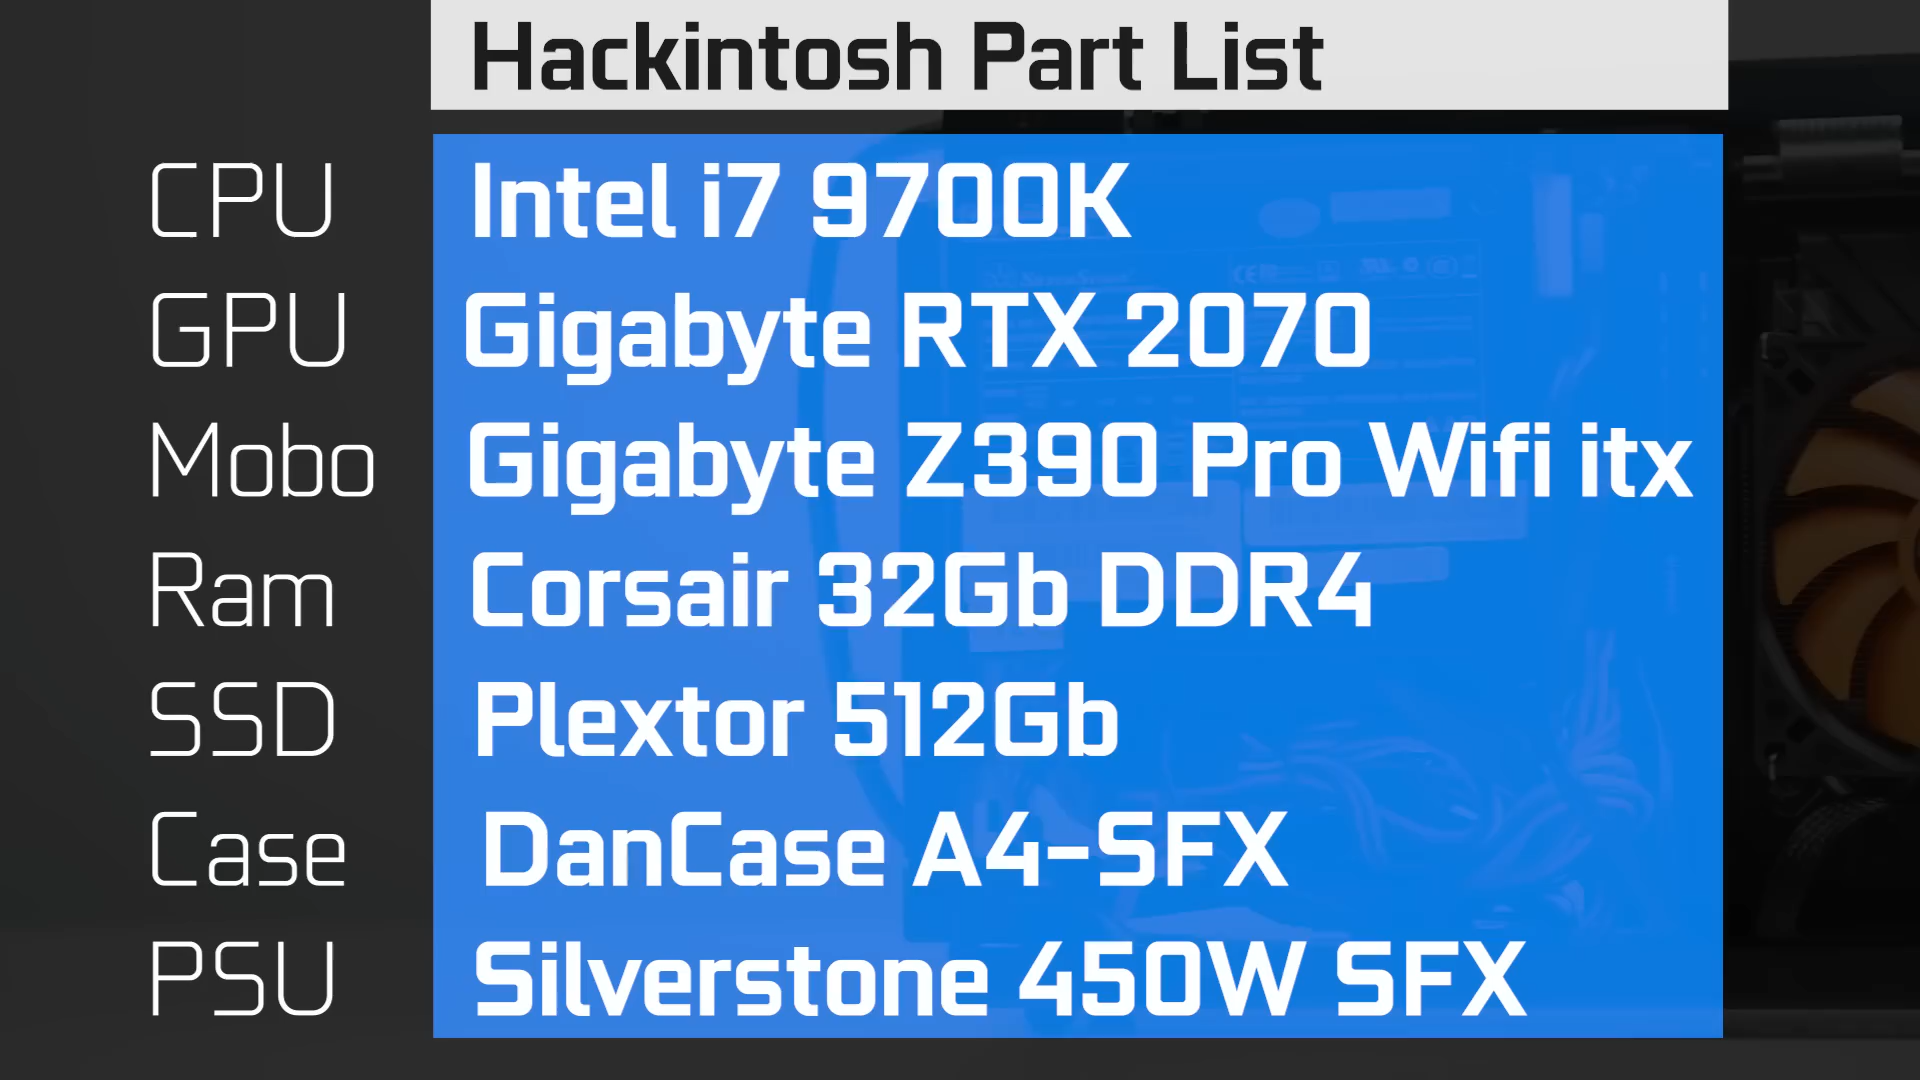 Hackintosh Part List
CPU Intel i7 9700K
GPU Gigabyte RTX 2070
Mobo Gigabyte Z390 Pro Wifi itx
Ram Corsair 32Gb DDR4
SSD Plextor 512Gb
Case DanCase A4-SFX
PSU Silverstone 450W SFX